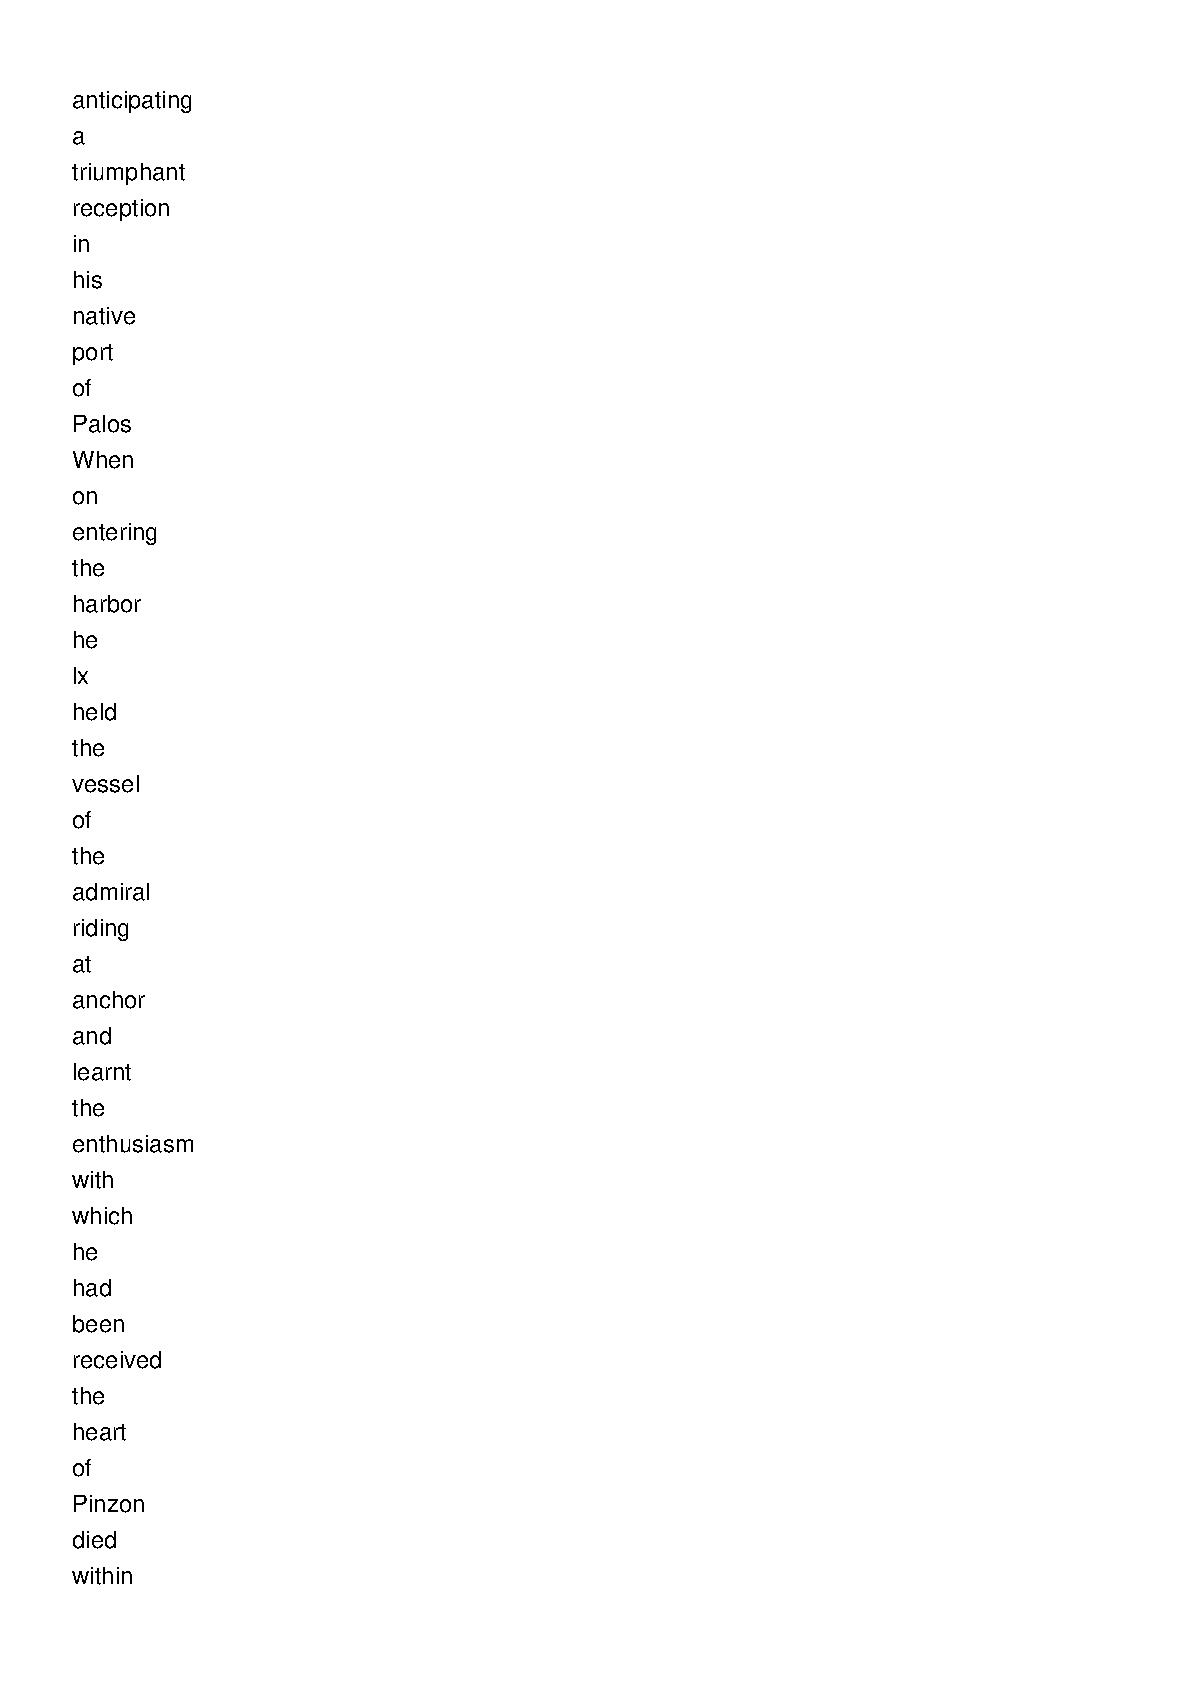 anticipating
a
triumphant
reception
in
his
native
port
of
Palos
When
on
entering
the
harbor
he
lx
held
the
vessel
of
the
admiral
riding
at
anchor
and
learnt
the
enthusiasm
with
which
he
had
been
received
the
heart
of
Pinzon
died
within